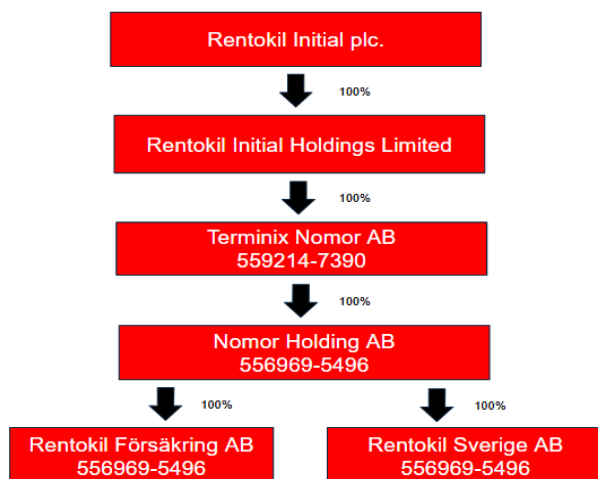 Rentokil Initial plc.
100%
Rentokil Initial Holdings Limited
100%
Terminix Nomor AB
559214-7390
100%
Nomor Holding AB
556969-5496
100%
100%
Rentokil Försäkring AB
556969-5496
Rentokil Sverige AB
556969-5496